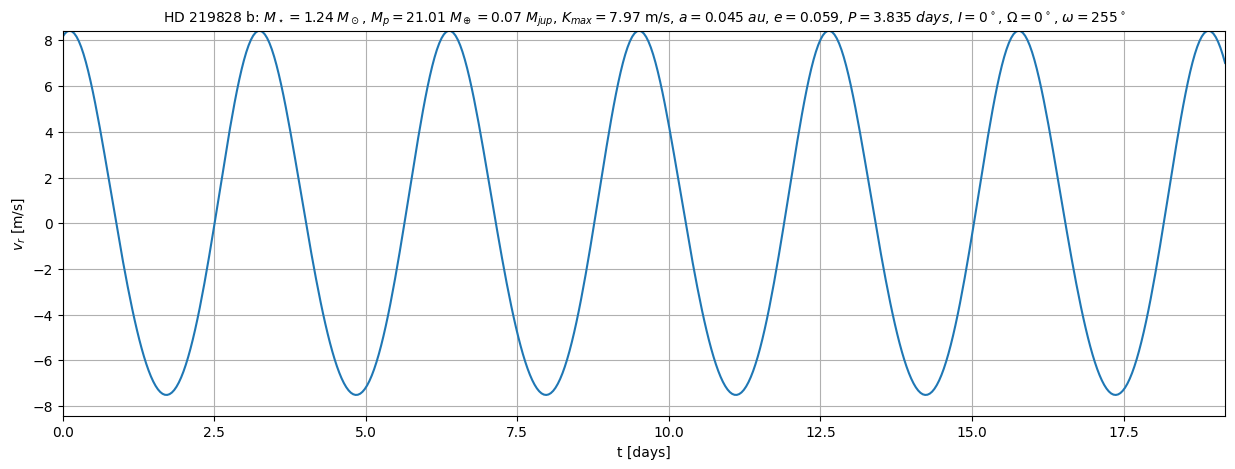 HD 219828 b: M⋆ = 1.24 M⊙, Mp = 21.01 M⊕ = 0.07 Mjup, Kmax = 7.97 m/s, a = 0.045 au, e = 0.059, P = 3.835 days, I = 0°, Ω = 0°, ω = 255°
8
6
4
2
0
−2
−4
−6
−8
vr [m/s]
0.0 2.5 5.0 7.5 10.0 12.5 15.0 17.5
t [days]